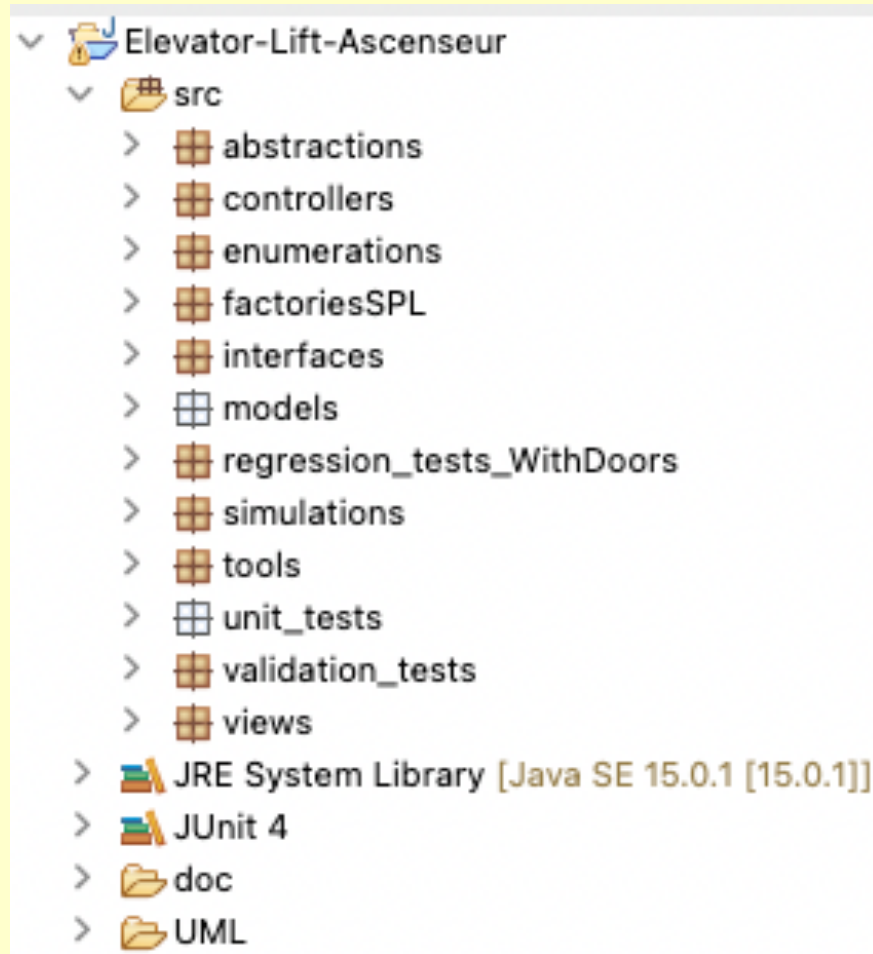 Elevator-Lift-Ascenseur
src
abstractions
controllers
enumerations
factoriesSPL
interfaces
models
regression_tests_WithDoors
simulations
tools
unit_tests
validation_tests
views
JRE System Library [Java SE 15.0.1 [15.0.1]]
JUnit 4
doc
UML